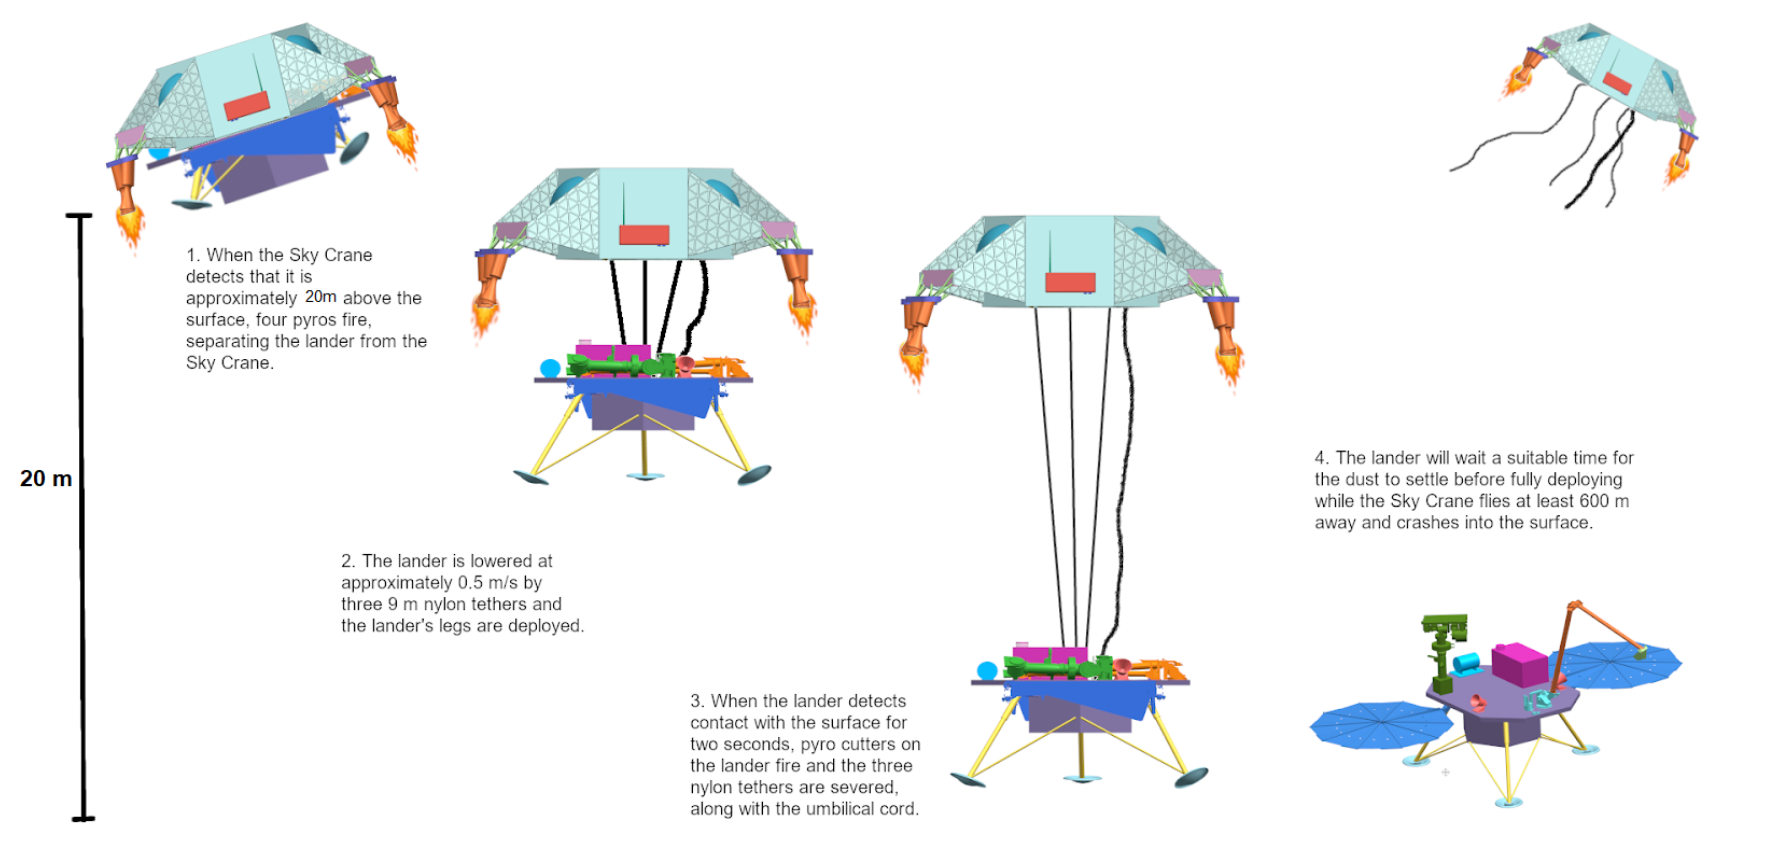 1. When the Sky Crane
detects that it is
approximately 20m above the
surface, four pyros fire,
separating the lander from the
Sky Crane.
20 m
2. The lander is lowered at
approximately 0.5 m/s by
three 9 m nylon tethers and
the lander's legs are deployed.
3. When the lander detects
contact with the surface for
two seconds, pyro cutters on
the lander fire and the three
nylon tethers are severed,
along with the umbilical cord.
4. The lander will wait a suitable time for
the dust to settle before fully deploying
while the Sky Crane flies at least 600 m
away and crashes into the surface.